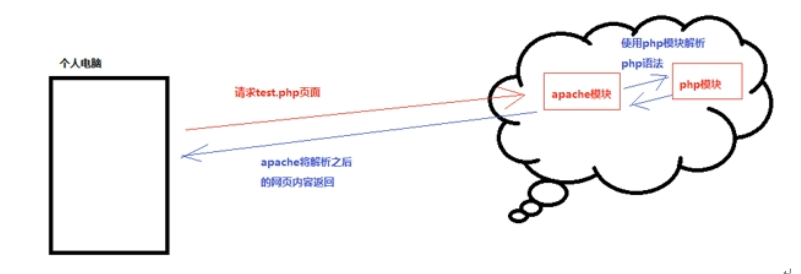 个人电脑
请求test.php页面
apache将解析之后
的网页内容返回
使用php模块解析
php语法
apache模块
php模块